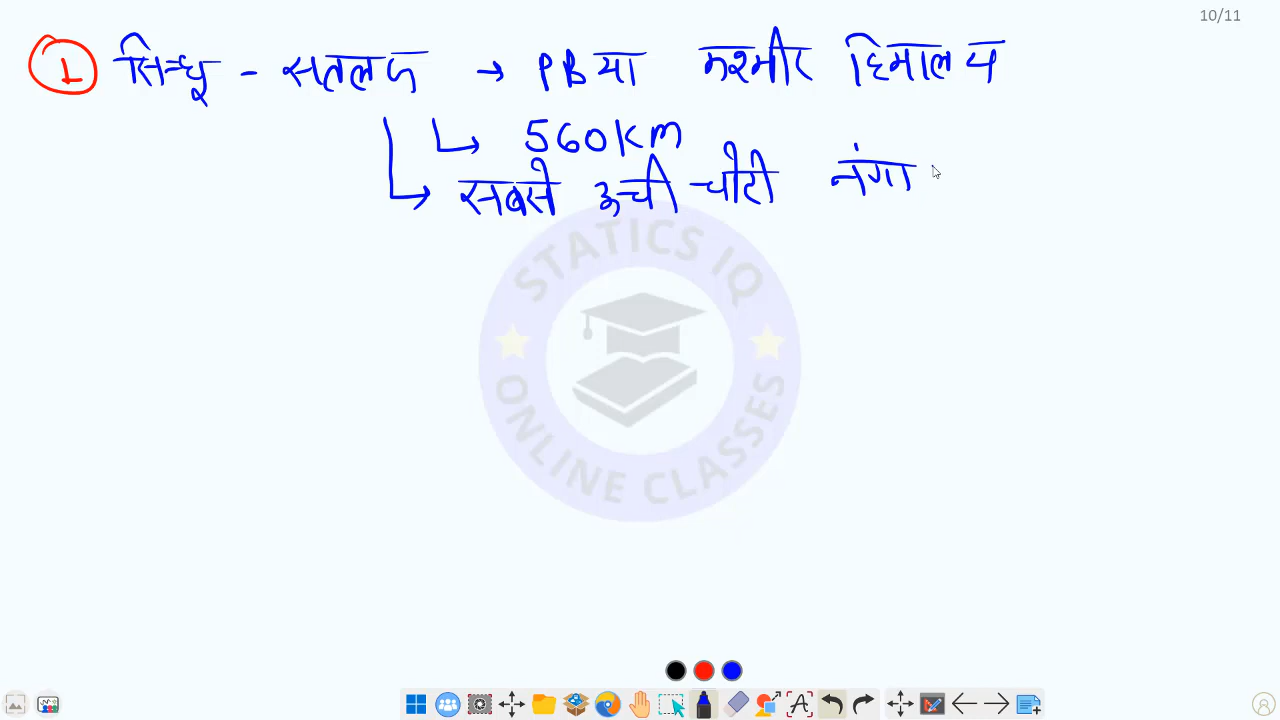 10/11
1 सिन्धू - सतलज → PB या कश्मीर हिमालय
↳ 560km
↳ सबसे ऊची चोटी नंगा
STATICS IQ
ONLINE CLASSES